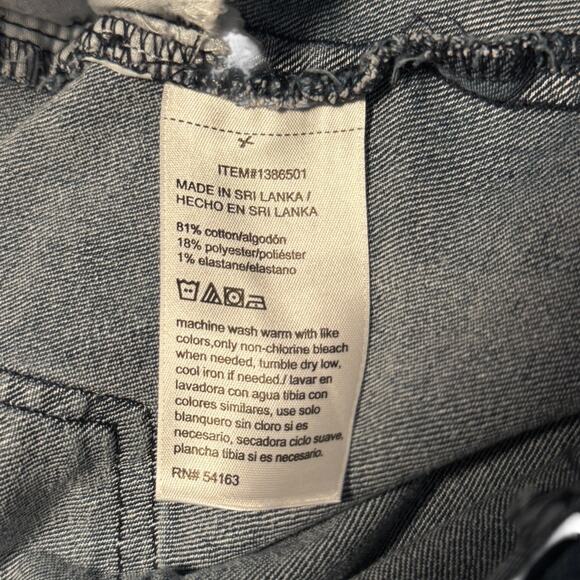 ITEM#1386501
MADE IN SRI LANKA /
HECHO EN SRI LANKA
81% cotton/algodón
18% polyester/poliéster
1% elastane/elastano
machine wash warm with like
colors,only non-chlorine bleach
when needed, tumble dry low,
cool iron if needed./ lavar en
lavadora con agua tibia con
colores similares, use solo
blanquero sin cloro si es
necesario, secadora ciclo suave,
plancha tibia si es necesario.
RN# 54163